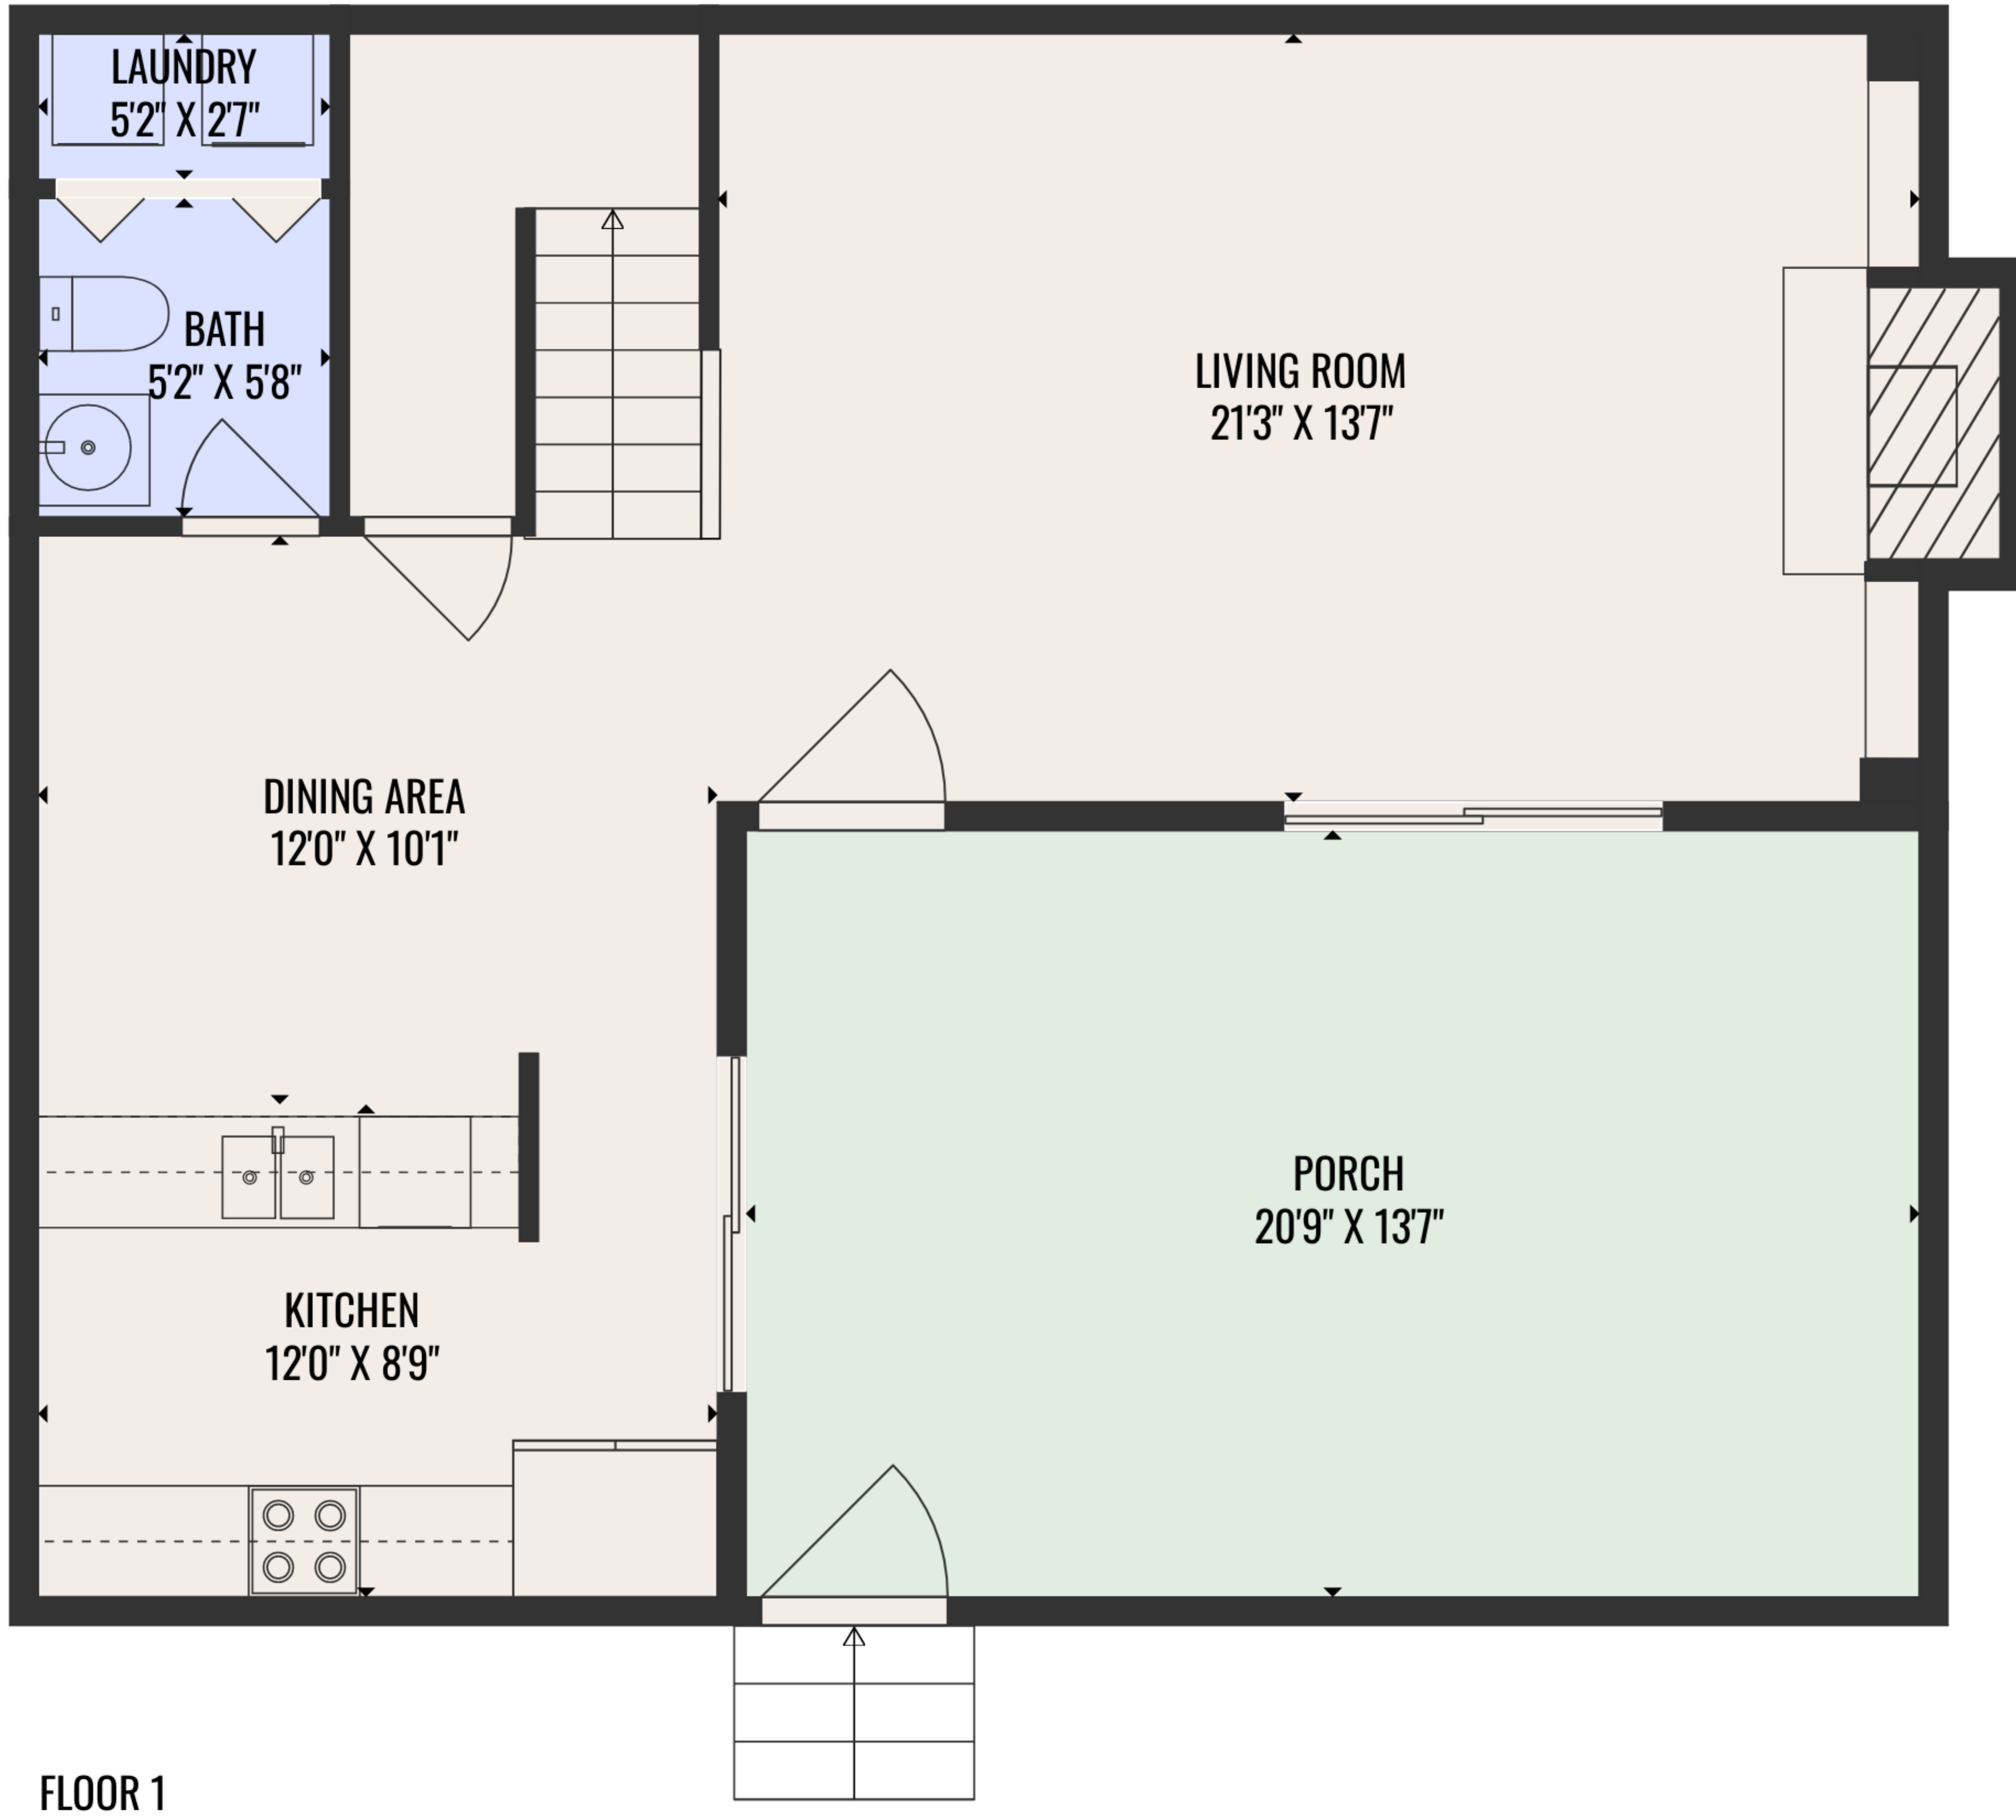 LAUNDRY
5'2" X 2'7"
BATH
5'2" X 5'8"
LIVING ROOM
21'3" X 13'7"
DINING AREA
12'0" X 10'1"
PORCH
20'9" X 13'7"
KITCHEN
12'0" X 8'9"
FLOOR 1